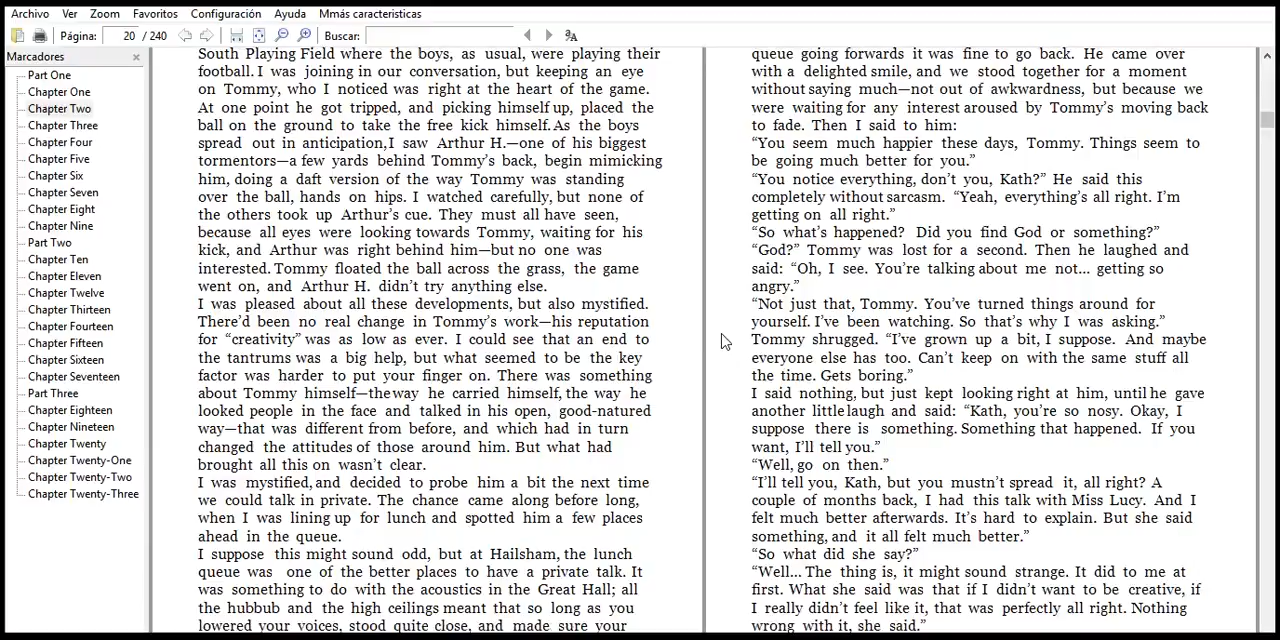 Archivo Ver Zoom Favoritos Configuración Ayuda Mmás caracteristicas
Página: 20 / 240 Buscar:
Marcadores
Part One
Chapter One
Chapter Two
Chapter Three
Chapter Four
Chapter Five
Chapter Six
Chapter Seven
Chapter Eight
Chapter Nine
Part Two
Chapter Ten
Chapter Eleven
Chapter Twelve
Chapter Thirteen
Chapter Fourteen
Chapter Fifteen
Chapter Sixteen
Chapter Seventeen
Part Three
Chapter Eighteen
Chapter Nineteen
Chapter Twenty
Chapter Twenty-One
Chapter Twenty-Two
Chapter Twenty-Three
South Playing Field where the boys, as usual, were playing their
football. I was joining in our conversation, but keeping an eye
on Tommy, who I noticed was right at the heart of the game.
At one point he got tripped, and picking himself up, placed the
ball on the ground to take the free kick himself. As the boys
spread out in anticipation, I saw Arthur H.—one of his biggest
tormentors—a few yards behind Tommy's back, begin mimicking
him, doing a daft version of the way Tommy was standing
over the ball, hands on hips. I watched carefully, but none of
the others took up Arthur's cue. They must all have seen,
because all eyes were looking towards Tommy, waiting for his
kick, and Arthur was right behind him—but no one was
interested. Tommy floated the ball across the grass, the game
went on, and Arthur H. didn't try anything else.
I was pleased about all these developments, but also mystified.
There'd been no real change in Tommy's work—his reputation
for “creativity” was as low as ever. I could see that an end to
the tantrums was a big help, but what seemed to be the key
factor was harder to put your finger on. There was something
about Tommy himself—the way he carried himself, the way he
looked people in the face and talked in his open, good-natured
way—that was different from before, and which had in turn
changed the attitudes of those around him. But what had
brought all this on wasn't clear.
I was mystified, and decided to probe him a bit the next time
we could talk in private. The chance came along before long,
when I was lining up for lunch and spotted him a few places
ahead in the queue.
I suppose this might sound odd, but at Hailsham, the lunch
queue was one of the better places to have a private talk. It
was something to do with the acoustics in the Great Hall; all
the hubbub and the high ceilings meant that so long as you
lowered your voices, stood quite close, and made sure your
queue going forwards it was fine to go back. He came over
with a delighted smile, and we stood together for a moment
without saying much—not out of awkwardness, but because we
were waiting for any interest aroused by Tommy's moving back
to fade. Then I said to him:
“You seem much happier these days, Tommy. Things seem to
be going much better for you.”
“You notice everything, don't you, Kath?” He said this
completely without sarcasm. “Yeah, everything's all right. I'm
getting on all right.”
“So what's happened? Did you find God or something?”
“God?” Tommy was lost for a second. Then he laughed and
said: “Oh, I see. You're talking about me not... getting so
angry.”
“Not just that, Tommy. You've turned things around for
yourself. I've been watching. So that's why I was asking.”
Tommy shrugged. “I've grown up a bit, I suppose. And maybe
everyone else has too. Can't keep on with the same stuff all
the time. Gets boring.”
I said nothing, but just kept looking right at him, until he gave
another little laugh and said: “Kath, you're so nosy. Okay, I
suppose there is something. Something that happened. If you
want, I'll tell you.”
“Well, go on then.”
“I'll tell you, Kath, but you mustn't spread it, all right? A
couple of months back, I had this talk with Miss Lucy. And I
felt much better afterwards. It's hard to explain. But she said
something, and it all felt much better.”
“So what did she say?”
“Well... The thing is, it might sound strange. It did to me at
first. What she said was that if I didn't want to be creative, if
I really didn't feel like it, that was perfectly all right. Nothing
wrong with it, she said.”